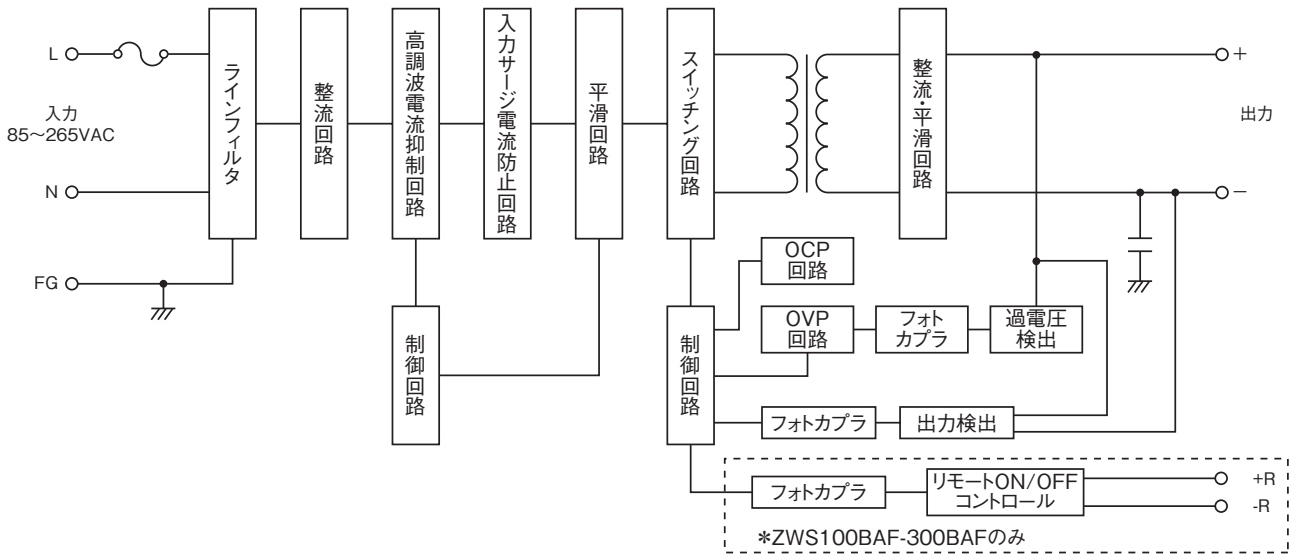 L
入力
85～265VAC
N
FG
ラインフィルタ
整流回路
高調波電流抑制回路
入力サージ電流防止回路
平滑回路
スイッチング回路
整流・平滑回路
+
出力
−
制御回路
制御回路
OCP
回路
OVP
回路
フォト
カプラ
過電圧
検出
フォトカプラ
出力検出
フォトカプラ
リモートON/OFF
コントロール
+R
-R
*ZWS100BAF-300BAFのみ